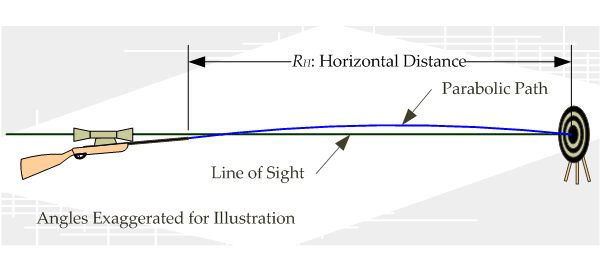 RH: Horizontal Distance
Parabolic Path
Line of Sight
Angles Exaggerated for Illustration